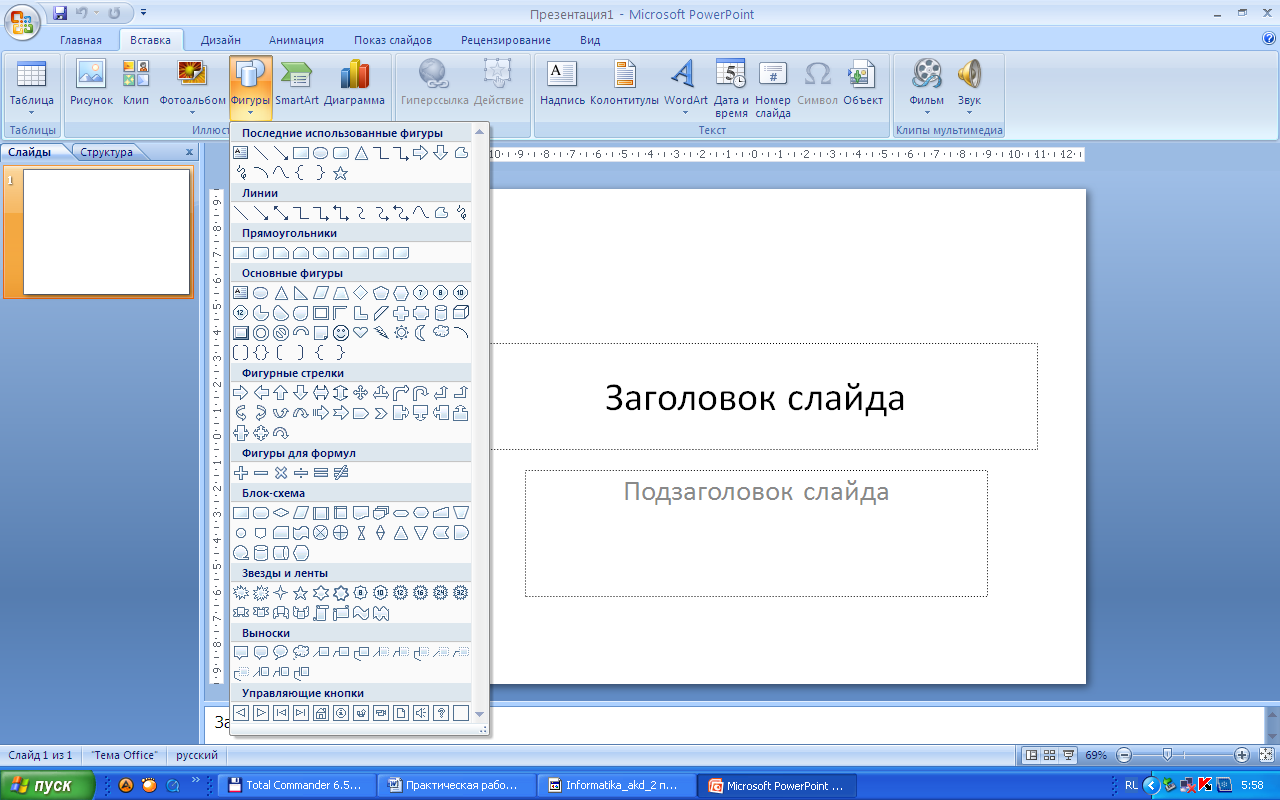 Презентация1 - Microsoft PowerPoint
Главная Вставка Дизайн Анимация Показ слайдов Рецензирование Вид
Таблица Рисунок Клип Фотоальбом Фигуры SmartArt Диаграмма Гиперссылка Действие Надпись Колонтитулы WordArt Дата и время Номер слайда Символ Объект Фильм Звук
Таблицы Иллюс Текст Клипы мультимедиа
Слайды Структура x
1
Последние использованные фигуры
Линии
Прямоугольники
Основные фигуры
Фигурные стрелки
Фигуры для формул
Блок-схема
Звезды и ленты
Выноски
Управляющие кнопки
Заголовок слайда
Подзаголовок слайда
За
Слайд 1 из 1 "Тема Office" русский 69%
пуск Total Commander 6.5... Практическая рабо... Informatika_akd_2 п... Microsoft PowerPoint ... RL 5:58